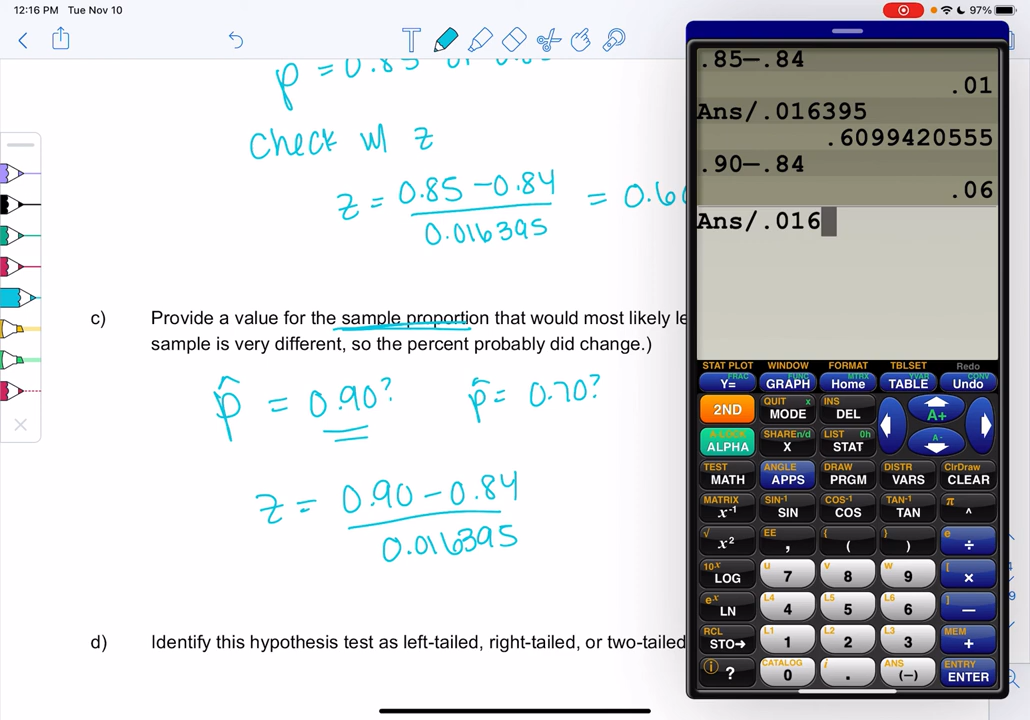 12:16 PM Tue Nov 10
97%
T
p̂ = 0.85
check w/ z
z = 0.85 - 0.84 / 0.016395 = 0.60
c) Provide a value for the sample proportion that would most likely le
sample is very different, so the percent probably did change.)
p̂ = 0.90? p̂ = 0.70?
z = 0.90 - 0.84 / 0.016395
d) Identify this hypothesis test as left-tailed, right-tailed, or two-tailed
.85-.84
.01
Ans/.016395
.6099420555
.90-.84
.06
Ans/.016
STAT PLOT WINDOW FORMAT TBLSET Redo
Y= GRAPH Home TABLE Undo
QUIT x INS
2ND MODE DEL A+
A-LOCK SHARE n/d LIST 0h A-
ALPHA X STAT
TEST ANGLE DRAW DISTR ClrDraw
MATH APPS PRGM VARS CLEAR
MATRIX SIN-1 COS-1 TAN-1 π
x-1 SIN COS TAN ^
√ EE { } e
x² , ( ) ÷
10x u v w [
LOG 7 8 9 ×
ex L4 L5 L6 ]
LN 4 5 6 —
RCL L1 L2 L3 MEM
STO→ 1 2 3 +
CATALOG i ANS ENTRY
? 0 . (—) ENTER